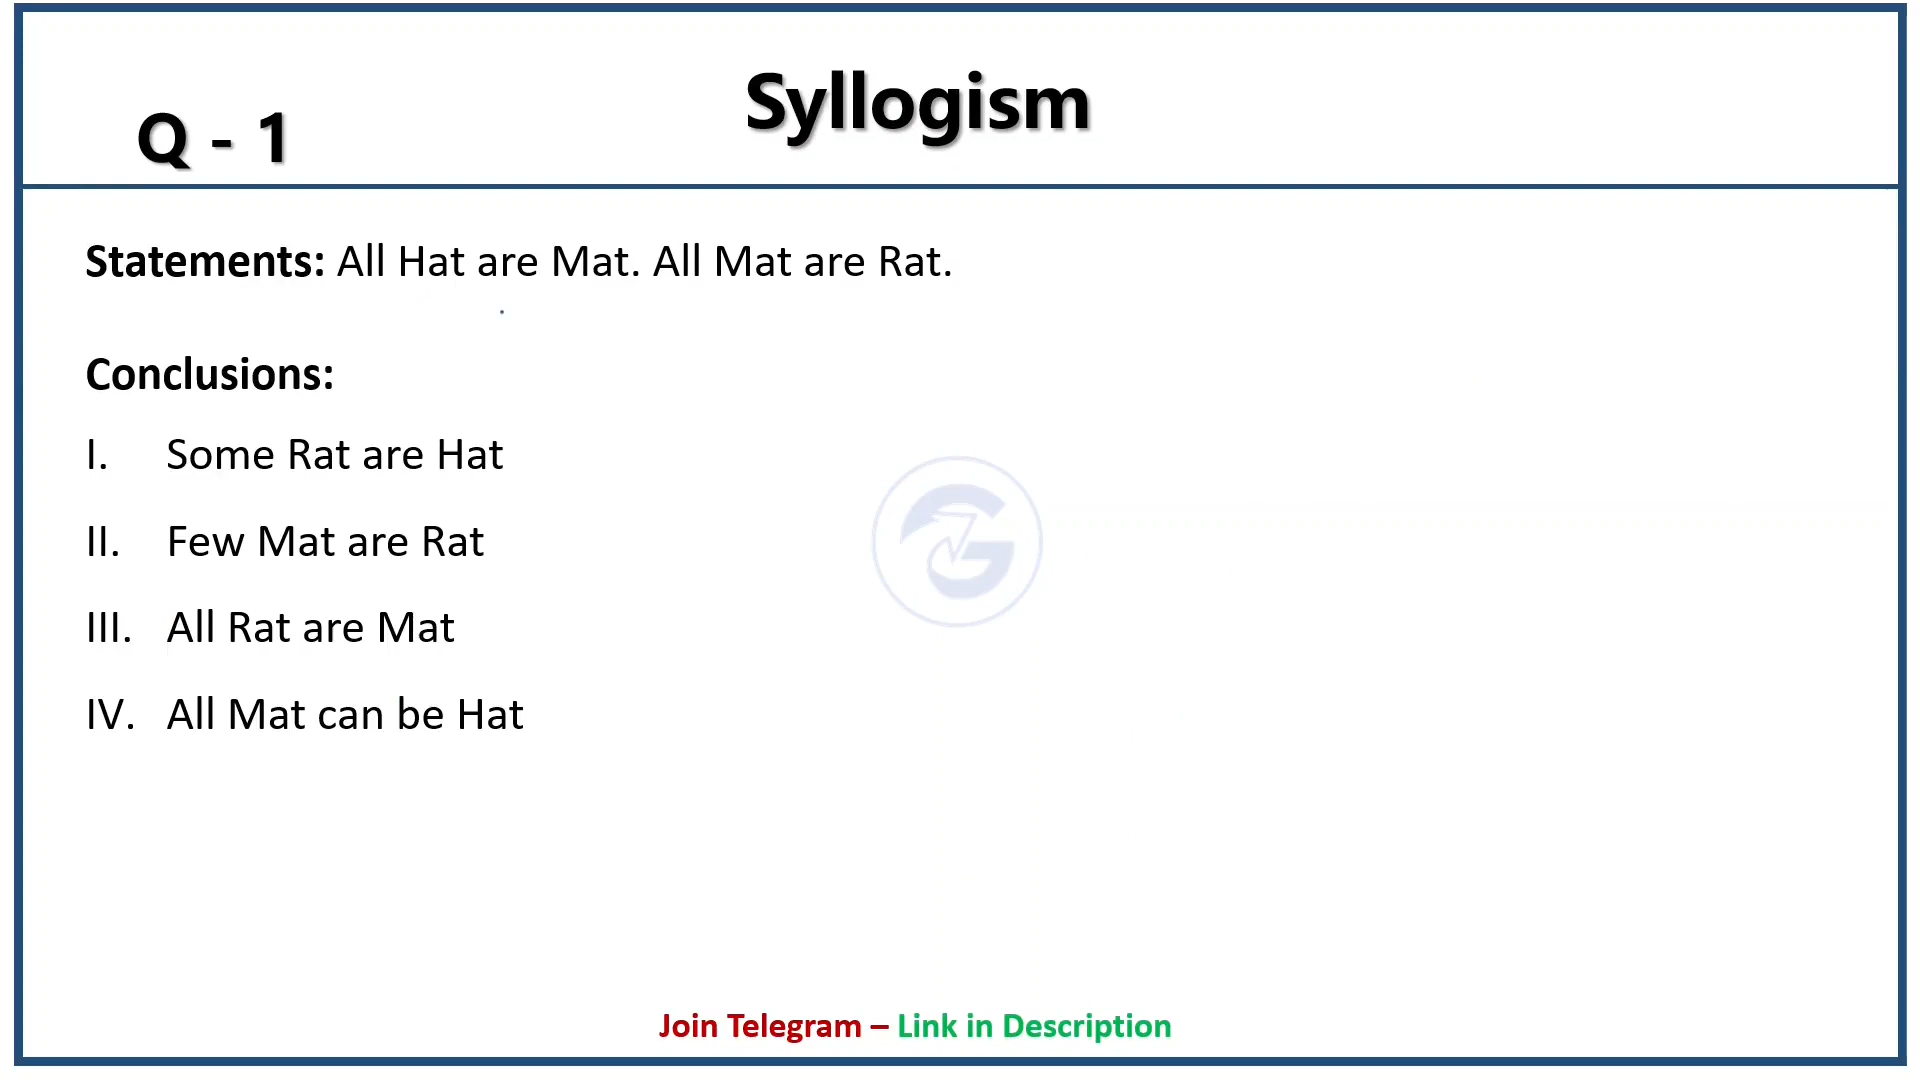 Syllogism
Q - 1
Statements: All Hat are Mat. All Mat are Rat.
Conclusions:
I. Some Rat are Hat
II. Few Mat are Rat
III. All Rat are Mat
IV. All Mat can be Hat
Join Telegram – Link in Description